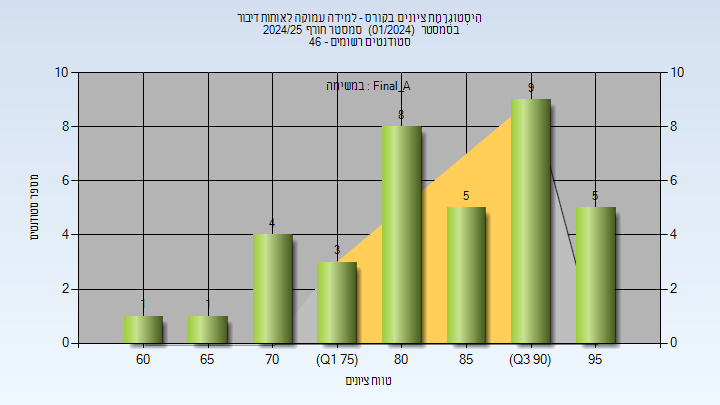 הִיסְטוֹגְרָמַת ציונים בקורס - למידה עמוקה לאותות דיבור
בסמסטר (01/2024) סמסטר חורף 2024/25
סטודנטים רשומים - 46
במשימה : Final_A
10 10
8 8
6 6
4 4
2 2
0 0
1 1 4 3 8 5 9 5
60 65 70 (Q1 75) 80 85 (Q3 90) 95
מספר סטודנטים
טווח ציונים